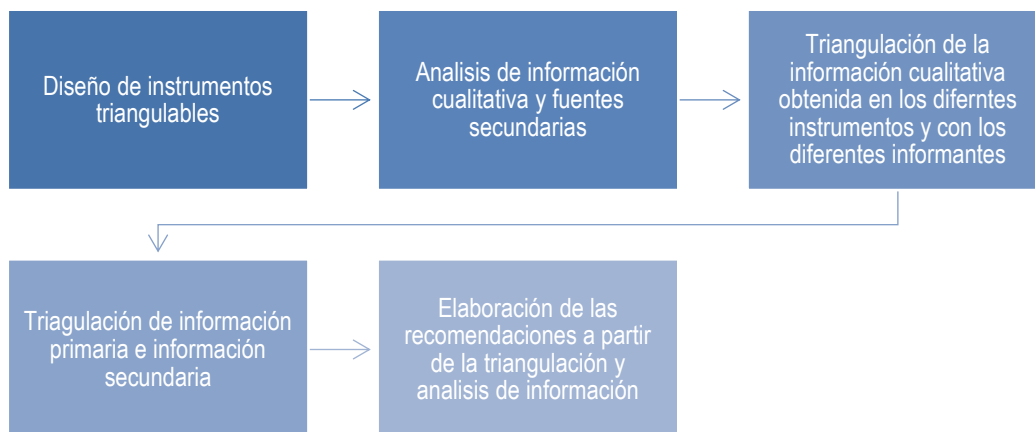 Diseño de instrumentos
triangulables
Analisis de información
cualitativa y fuentes
secundarias
Triangulación de la
información cualitativa
obtenida en los diferntes
instrumentos y con los
diferentes informantes
Triagulación de información
primaria e información
secundaria
Elaboración de las
recomendaciones a partir
de la triangulación y
analisis de información